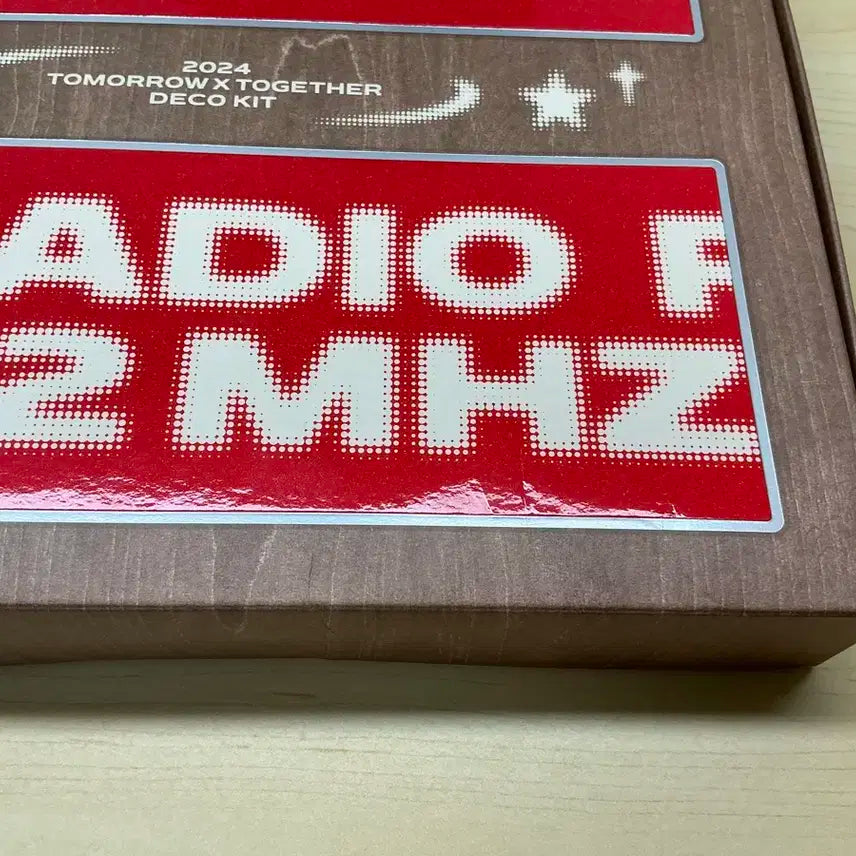 2024
TOMORROW X TOGETHER
DECO KIT
ADIO
2 MHZ